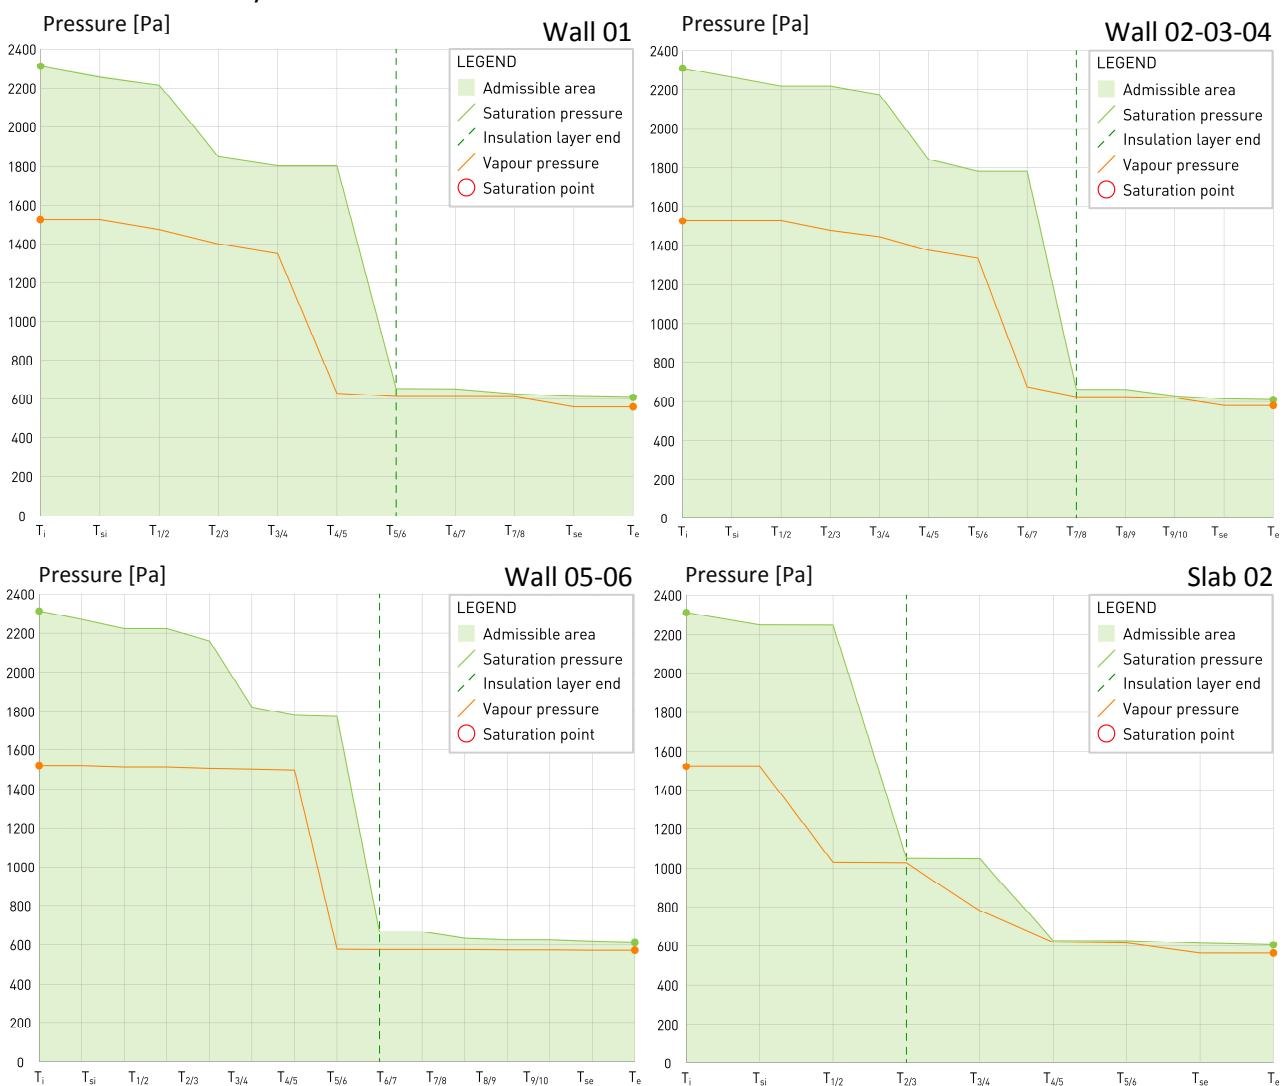 Pressure [Pa]
Wall 01
2400
2200
2000
1800
1600
1400
1200
1000
800
600
400
200
0
LEGEND
Admissible area
Saturation pressure
Insulation layer end
Vapour pressure
Saturation point
Ti Tsi T1/2 T2/3 T3/4 T4/5 T5/6 T6/7 T7/8 Tse Te
Pressure [Pa]
Wall 02-03-04
2400
2200
2000
1800
1600
1400
1200
1000
800
600
400
200
0
LEGEND
Admissible area
Saturation pressure
Insulation layer end
Vapour pressure
Saturation point
Ti Tsi T1/2 T2/3 T3/4 T4/5 T5/6 T6/7 T7/8 T8/9 T9/10 Tse Te
Pressure [Pa]
Wall 05-06
2400
2200
2000
1800
1600
1400
1200
1000
800
600
400
200
0
LEGEND
Admissible area
Saturation pressure
Insulation layer end
Vapour pressure
Saturation point
Ti Tsi T1/2 T2/3 T3/4 T4/5 T5/6 T6/7 T7/8 T8/9 T9/10 Tse Te
Pressure [Pa]
Slab 02
2400
2200
2000
1800
1600
1400
1200
1000
800
600
400
200
0
LEGEND
Admissible area
Saturation pressure
Insulation layer end
Vapour pressure
Saturation point
Ti Tsi T1/2 T2/3 T3/4 T4/5 T5/6 Tse Te